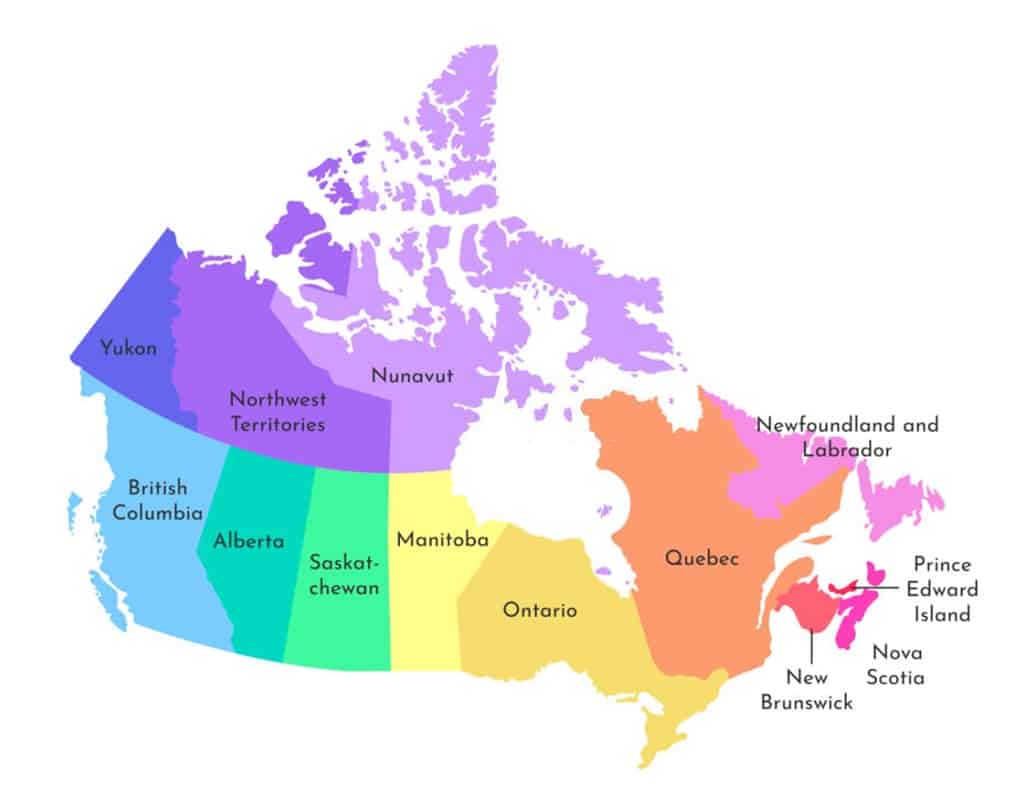 Yukon
Northwest
Territories
Nunavut
Newfoundland and
Labrador
British
Columbia
Alberta
Saskat-
chewan
Manitoba
Ontario
Quebec
Prince
Edward
Island
Nova
Scotia
New
Brunswick